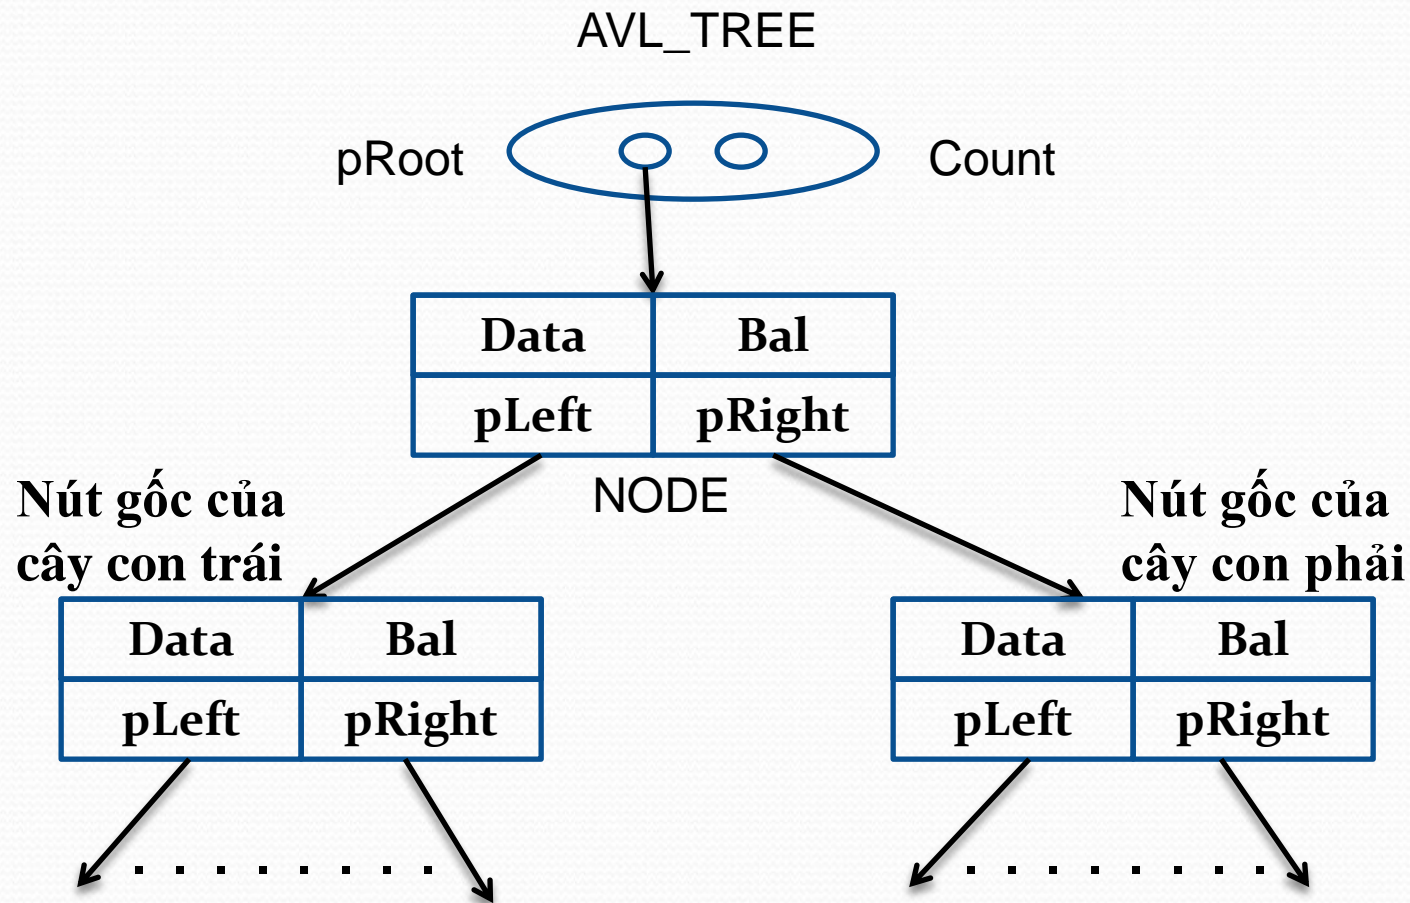 AVL_TREE
pRoot
Count
Data
Bal
pLeft
pRight
NODE
Nút gốc của
cây con trái
Nút gốc của
cây con phải
Data
Bal
pLeft
pRight
Data
Bal
pLeft
pRight